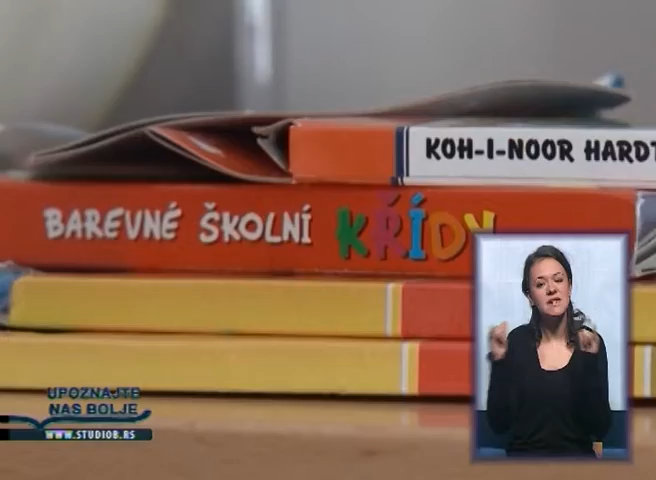 KOH-I-NOOR HARDT
BAREVNÉ ŠKOLNÍ KŘÍDY
UPOZNAJTE
NAS BOLJE
WWW.STUDIOB.RS